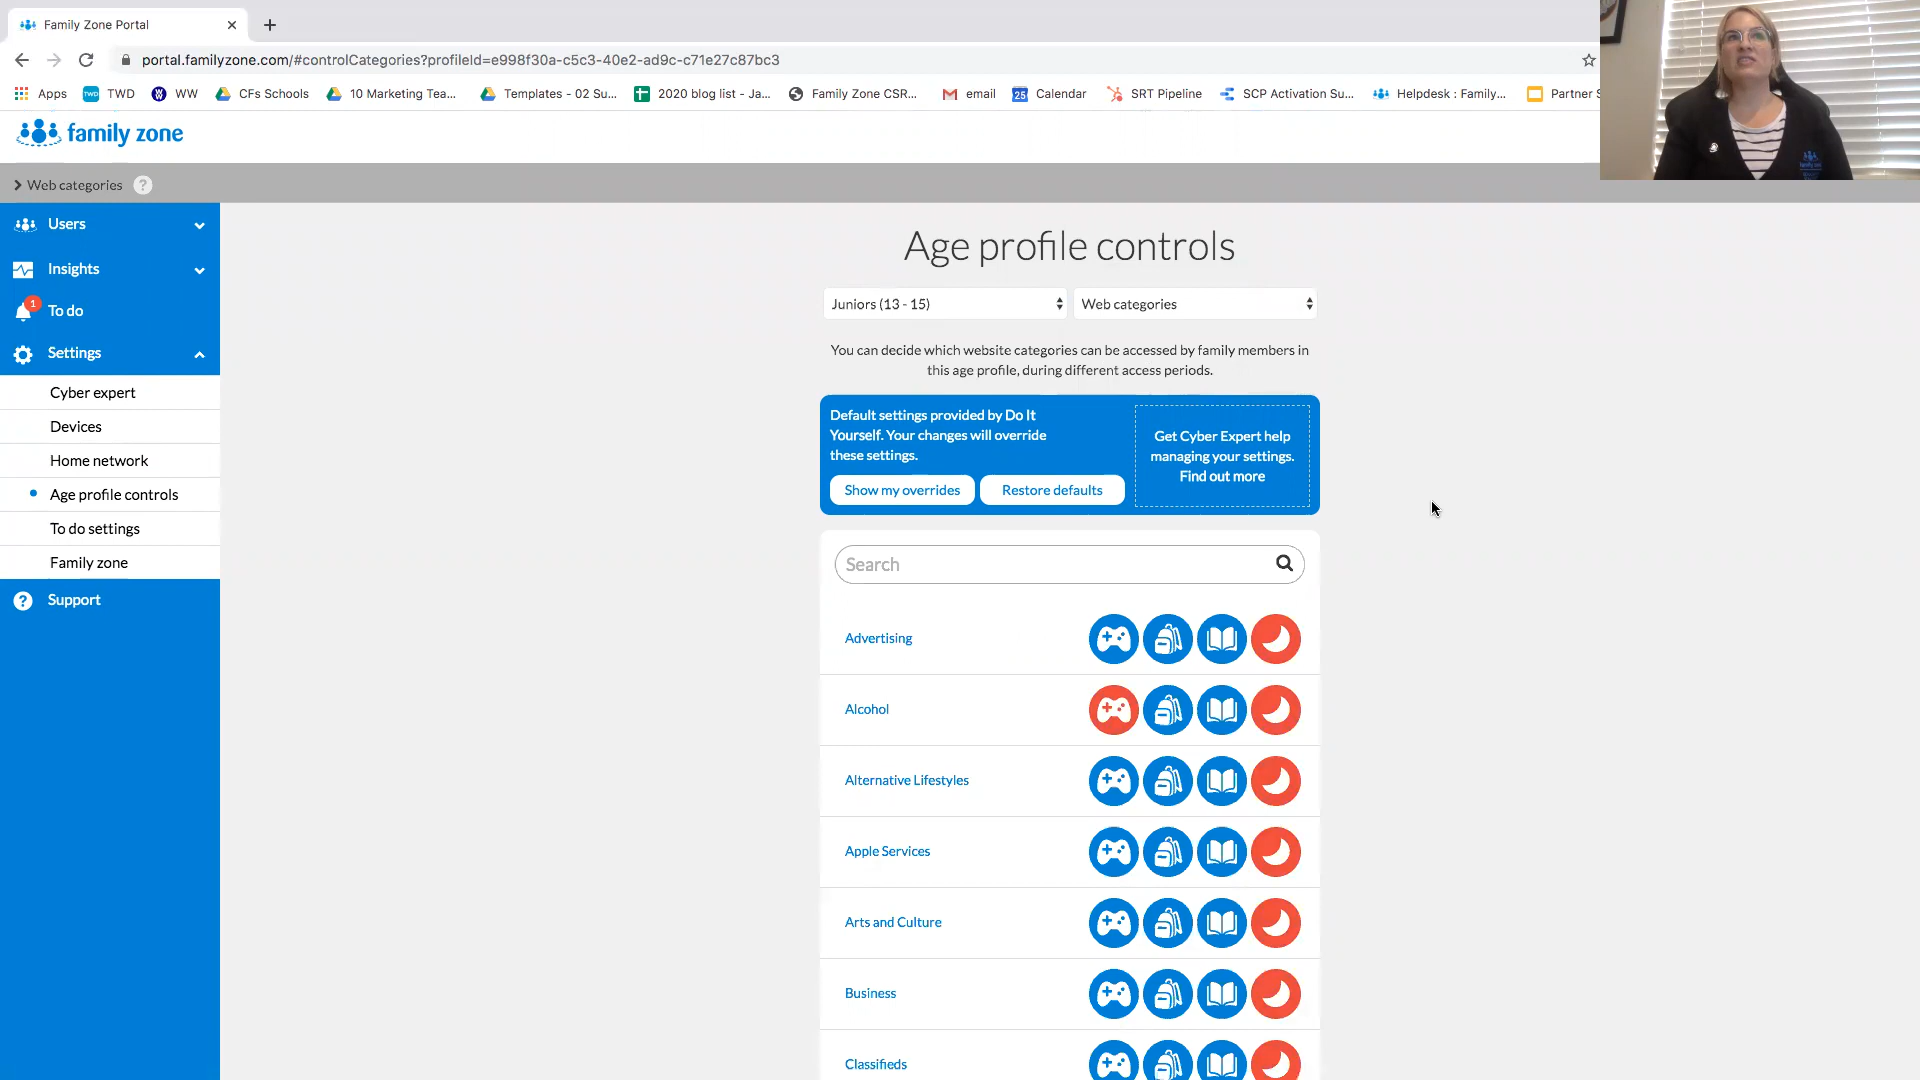 Family Zone Portal
portal.familyzone.com/#controlCategories?profileId=e998f30a-c5c3-40e2-ad9c-c71e27c87bc3
Apps TWD WW CFs Schools 10 Marketing Tea... Templates - 02 Su... 2020 blog list - Ja... Family Zone CSR... email 25 Calendar SRT Pipeline SCP Activation Su... Helpdesk : Family... Partner S
family zone
Web categories ?
Users
Insights
1
To do
Settings
Cyber expert
Devices
Home network
Age profile controls
To do settings
Family zone
? Support
Age profile controls
Juniors (13 - 15) Web categories
You can decide which website categories can be accessed by family members in
this age profile, during different access periods.
Default settings provided by Do It
Yourself. Your changes will override
these settings.
Show my overrides Restore defaults
Get Cyber Expert help
managing your settings.
Find out more
Search
Advertising
Alcohol
Alternative Lifestyles
Apple Services
Arts and Culture
Business
Classifieds